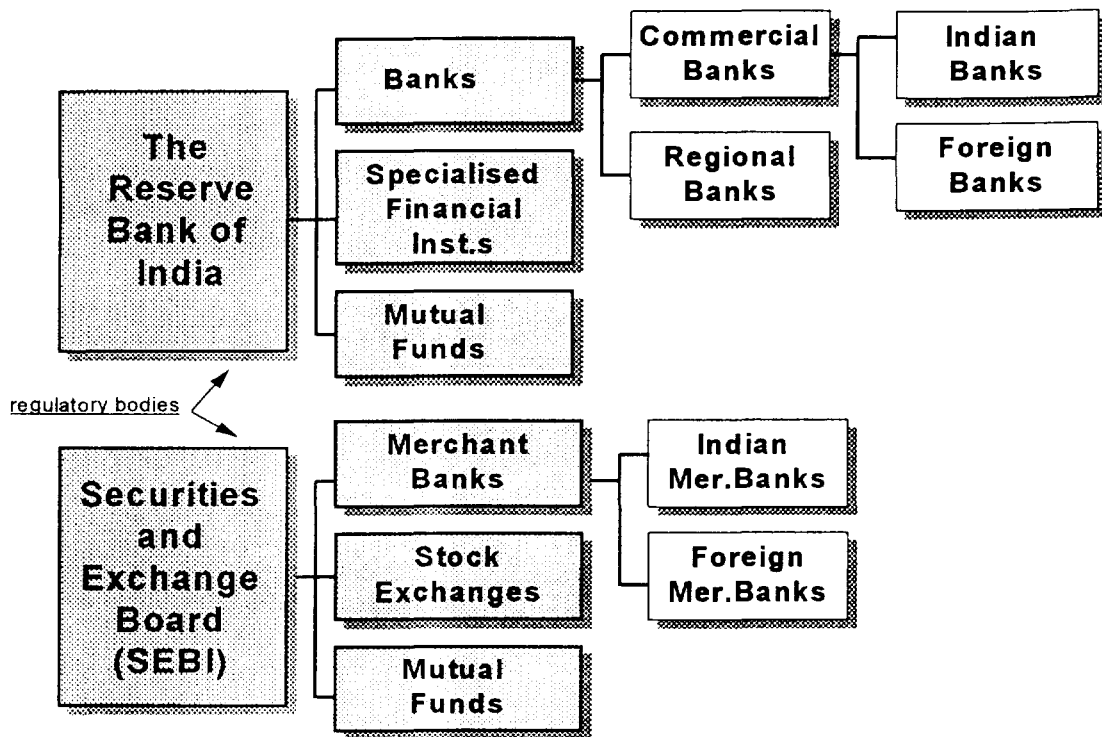 The
Reserve
Bank of
India
Banks
Specialised
Financial
Inst.s
Mutual
Funds
Commercial
Banks
Regional
Banks
Indian
Banks
Foreign
Banks
regulatory bodies
Securities
and
Exchange
Board
(SEBI)
Merchant
Banks
Stock
Exchanges
Mutual
Funds
Indian
Mer.Banks
Foreign
Mer.Banks